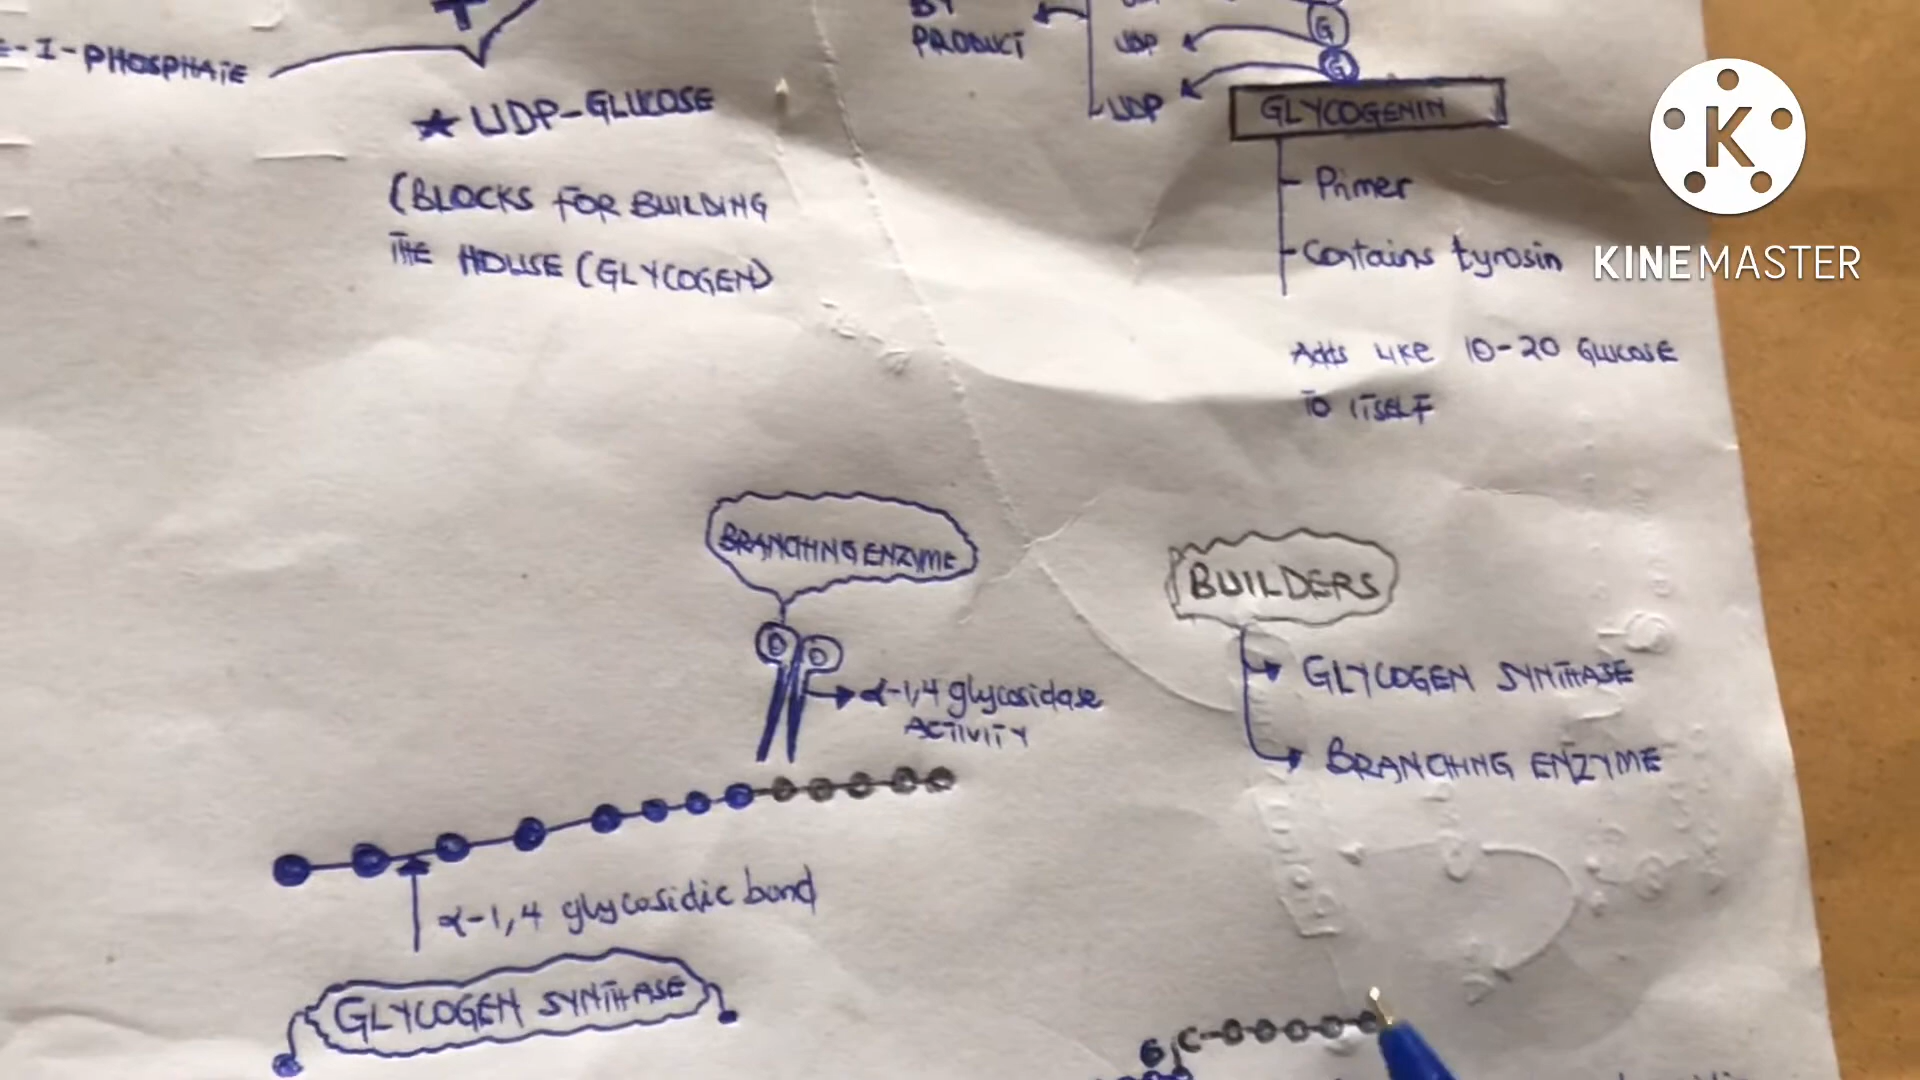 E-1-PHOSPHATE
★ UDP-GLUCOSE
(BLOCKS FOR BUILDING
THE HOUSE (GLYCOGEN)
BY
PRODUCT
UDP
UDP
G
G
GLYCOGENIN
- Primer
- Contains tyrosin
Adds like 10-20 GLUCOSE
TO ITSELF
K
KINEMASTER
BRANCHING ENZYME
α-1,4 glycosidase
ACTIVITY
BUILDERS
GLYCOGEN SYNTHASE
BRANCHING ENZYME
α-1,4 glycosidic bond
GLYCOGEN SYNTHASE
6 C